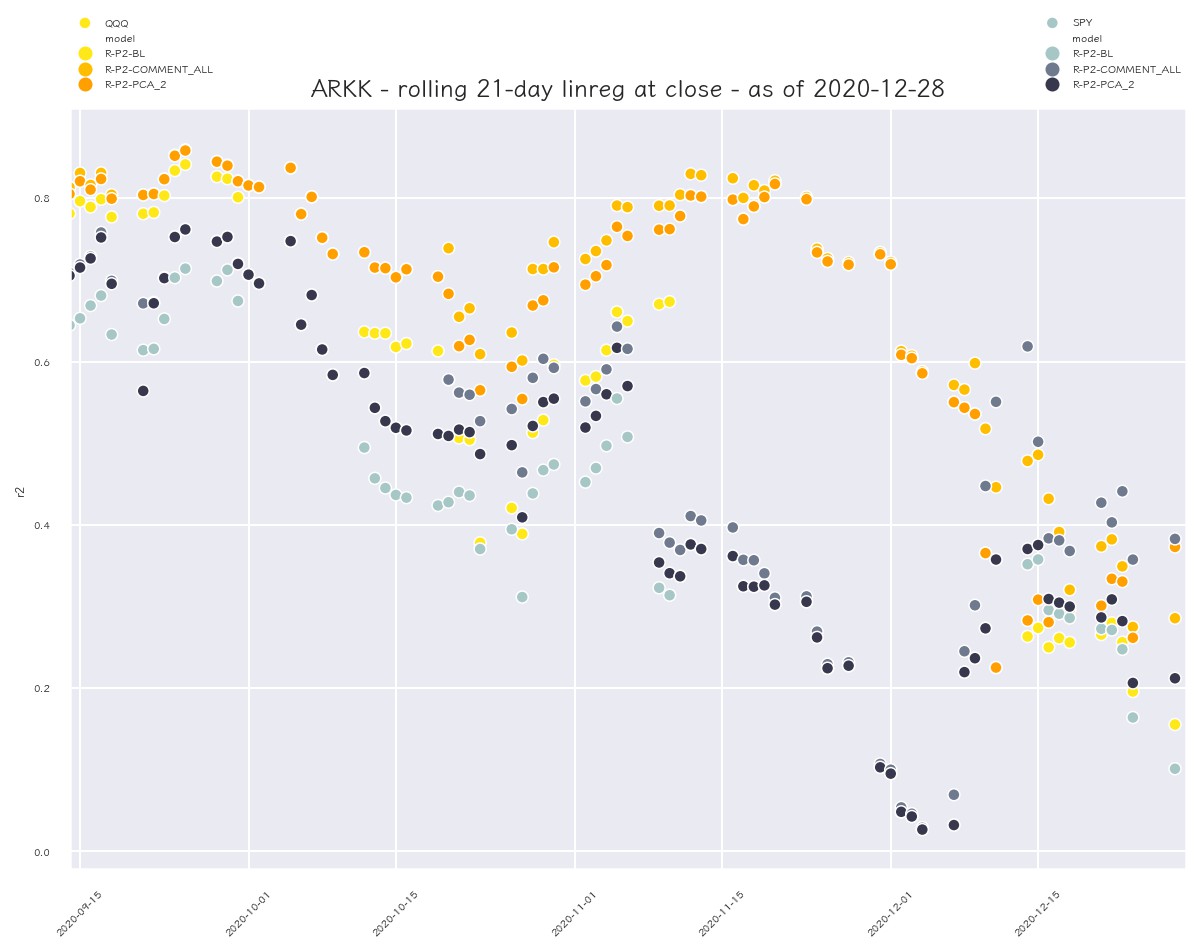 QQQ
model
R-P2-BL
R-P2-COMMENT_ALL
R-P2-PCA_2
SPY
model
R-P2-BL
R-P2-COMMENT_ALL
R-P2-PCA_2
ARKK - rolling 21-day linreg at close - as of 2020-12-28
r2
0.8
0.6
0.4
0.2
0.0
2020-09-15
2020-10-01
2020-10-15
2020-11-01
2020-11-15
2020-12-01
2020-12-15